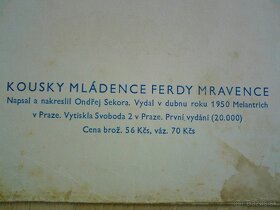 KOUSKY MLÁDENCE FERDY MRAVENCE
Napsal a nakreslil Ondřej Sekora. Vydal v dubnu roku 1950 Melantrich
v Praze. Vytiskla Svoboda 2 v Praze. První vydání (20.000)
Cena brož. 56 Kčs, váz. 70 Kčs